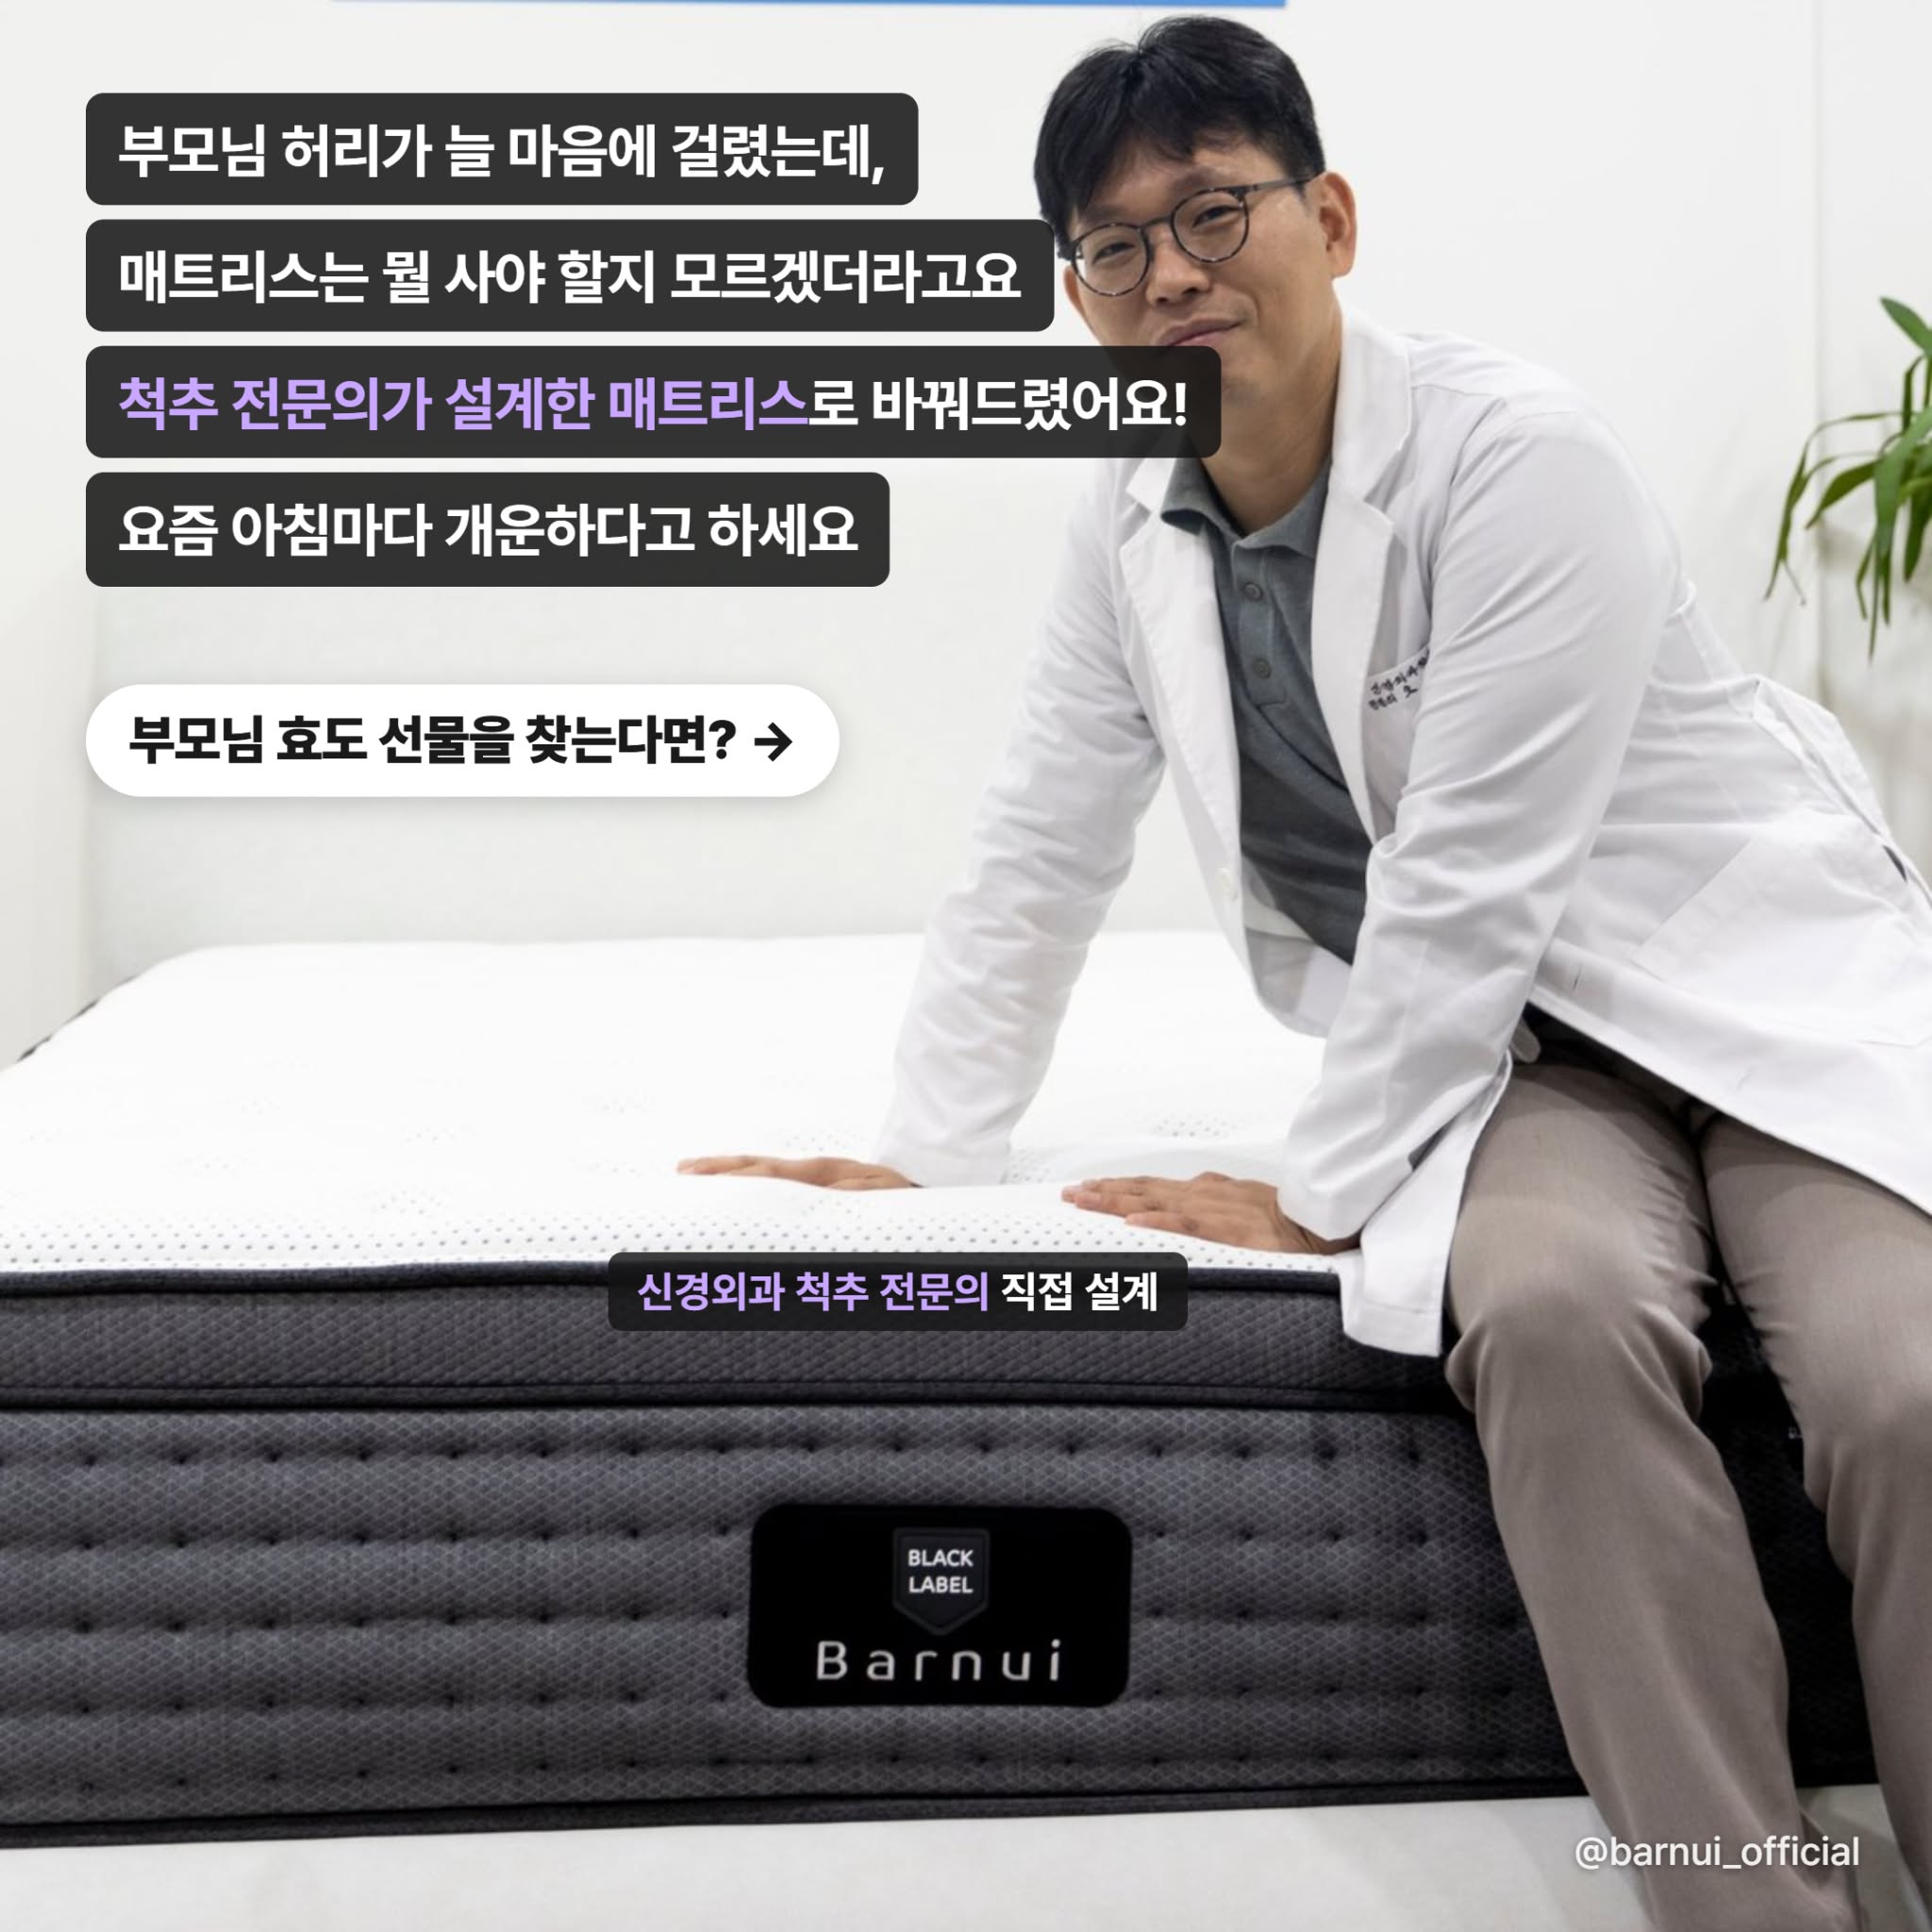 부모님 허리가 늘 마음에 걸렸는데,
매트리스는 뭘 사야 할지 모르겠더라고요
척추 전문의가 설계한 매트리스로 바꿔드렸어요!
요즘 아침마다 개운하다고 하세요
부모님 효도 선물을 찾는다면? →
신경외과 척추 전문의 직접 설계
BLACK
LABEL
Barnui
@barnui_official